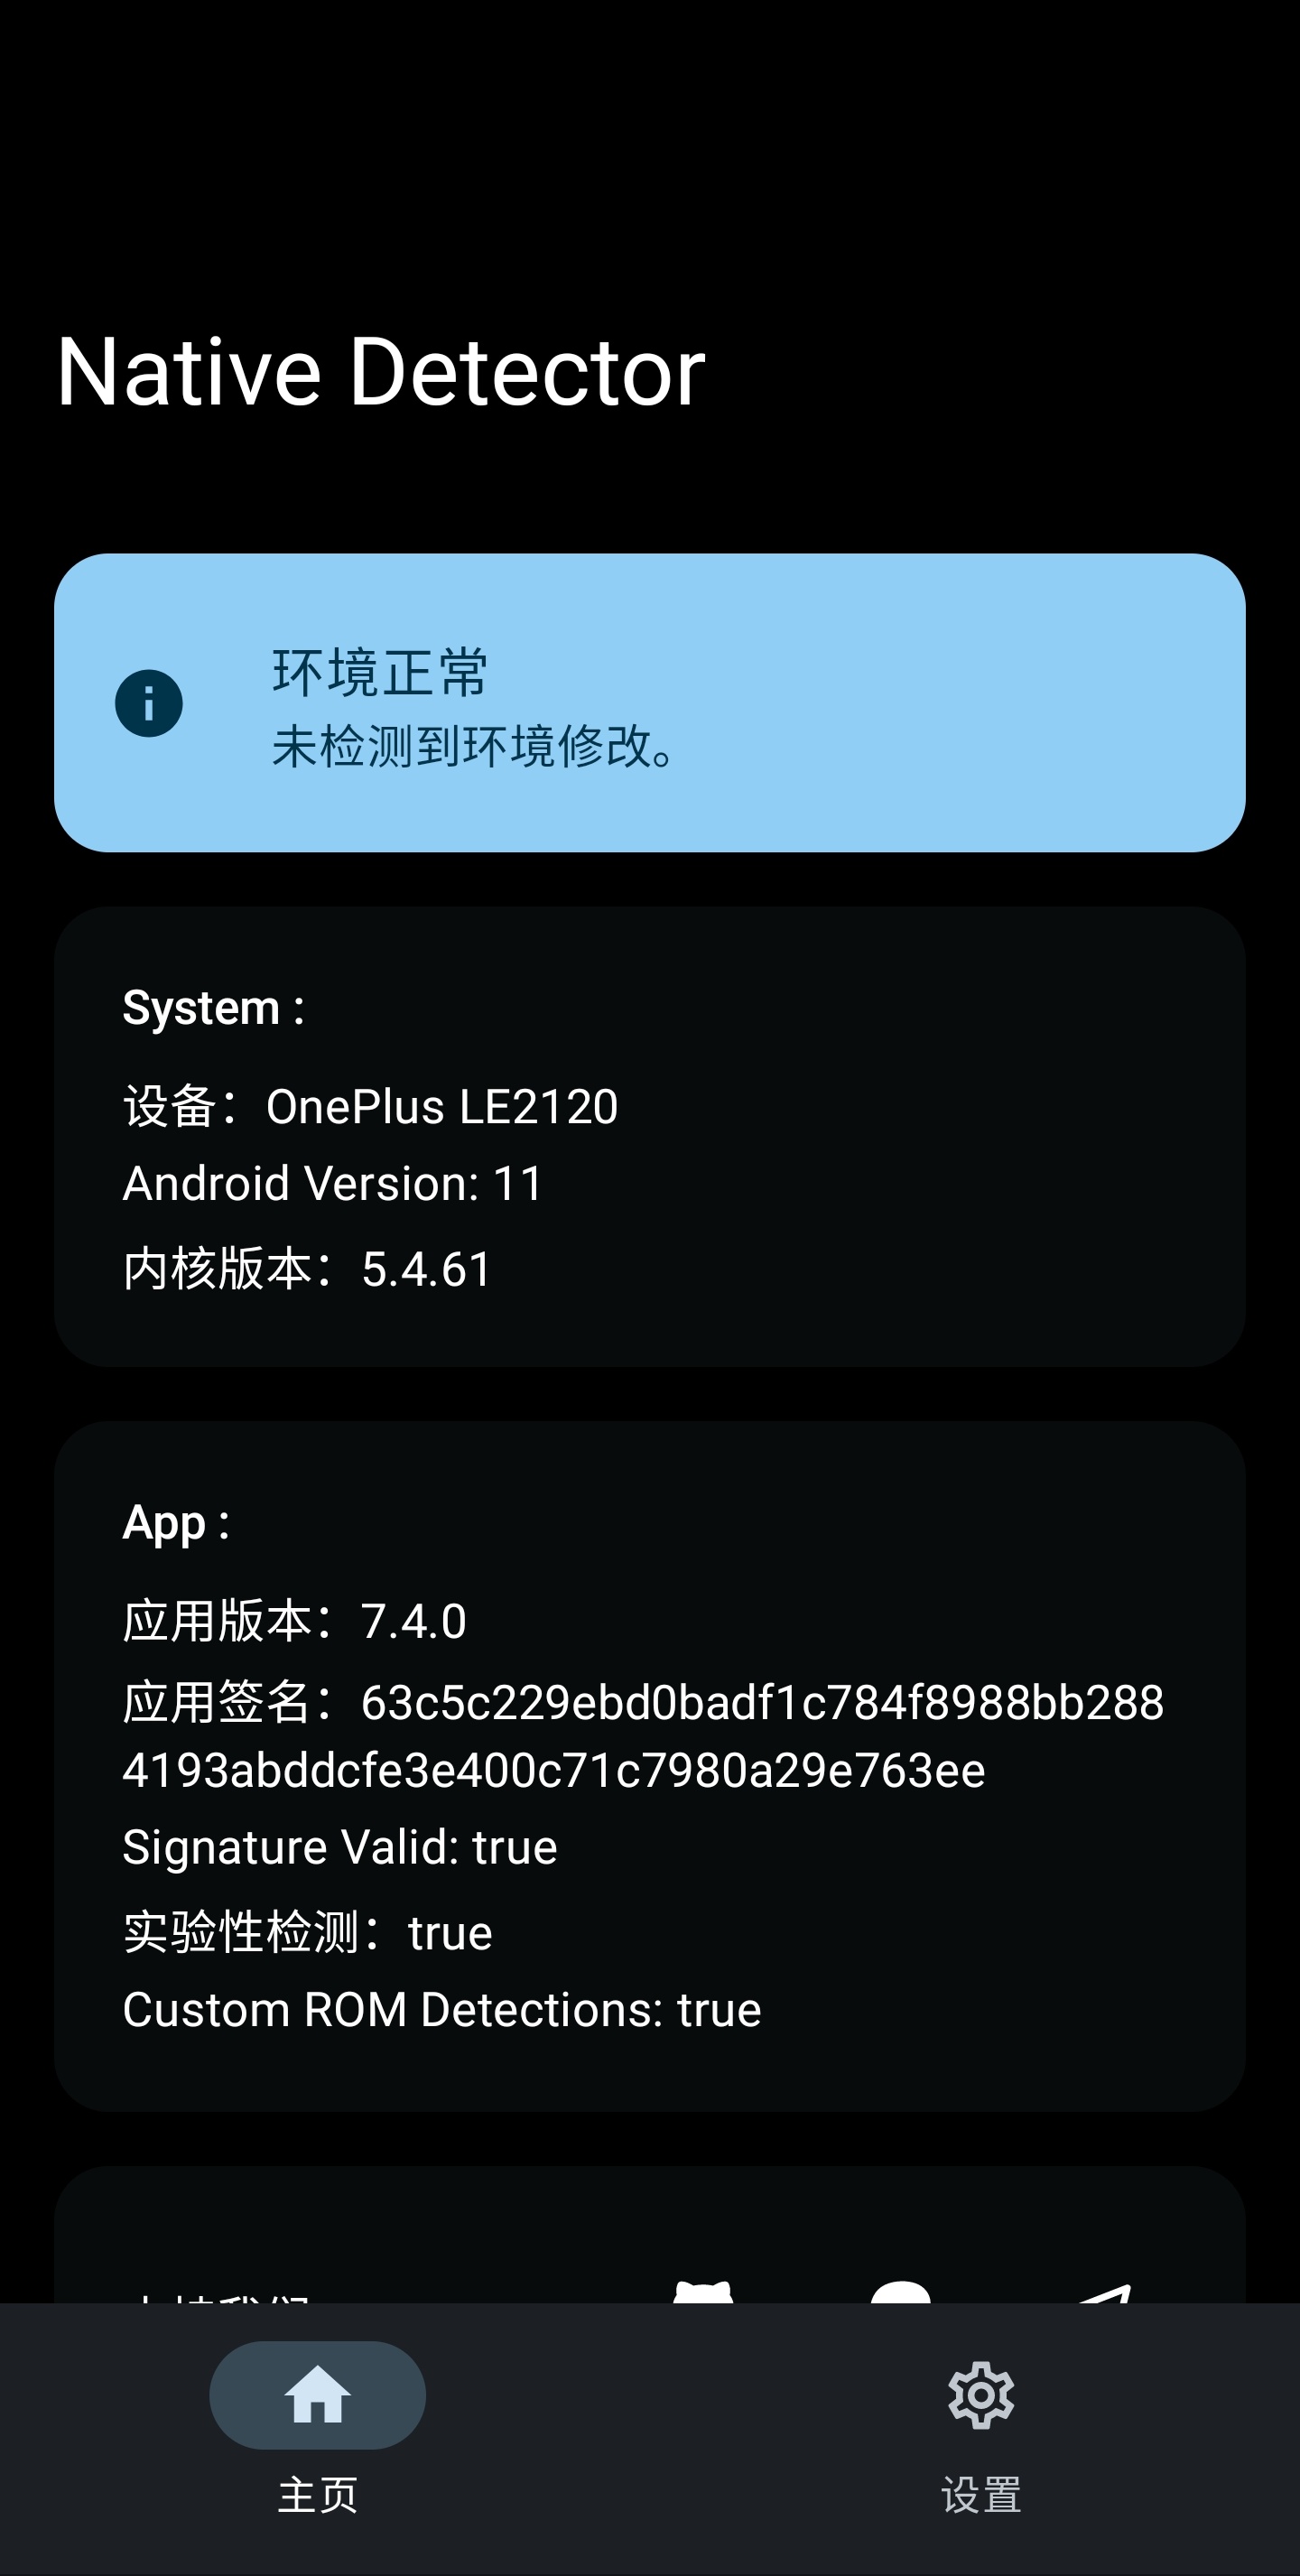 Native Detector
环境正常
未检测到环境修改。
System :
设备：OnePlus LE2120
Android Version: 11
内核版本：5.4.61
App :
应用版本：7.4.0
应用签名：63c5c229ebd0badf1c784f8988bb288
4193abddcfe3e400c71c7980a29e763ee
Signature Valid: true
实验性检测：true
Custom ROM Detections: true
主页
设置